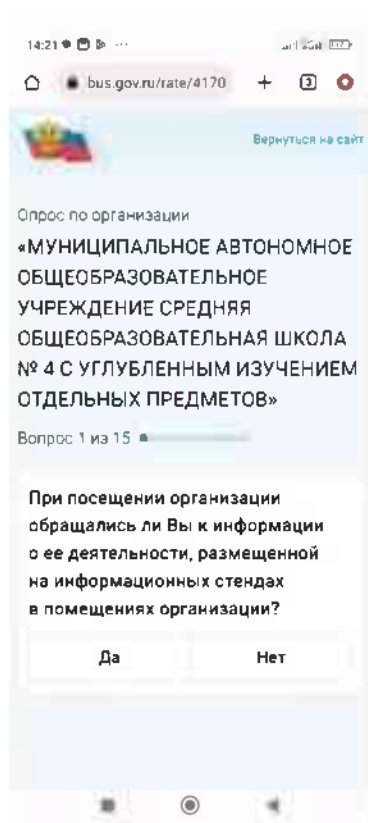 14:21
bus.gov.ru/rate/4170
3
Вернуться на сайт
Опрос по организации
«МУНИЦИПАЛЬНОЕ АВТОНОМНОЕ
ОБЩЕОБРАЗОВАТЕЛЬНОЕ
УЧРЕЖДЕНИЕ СРЕДНЯЯ
ОБЩЕОБРАЗОВАТЕЛЬНАЯ ШКОЛА
№ 4 С УГЛУБЛЕННЫМ ИЗУЧЕНИЕМ
ОТДЕЛЬНЫХ ПРЕДМЕТОВ»
Вопрос 1 из 15
При посещении организации
обращались ли Вы к информации
о ее деятельности, размещенной
на информационных стендах
в помещениях организации?
Да Нет